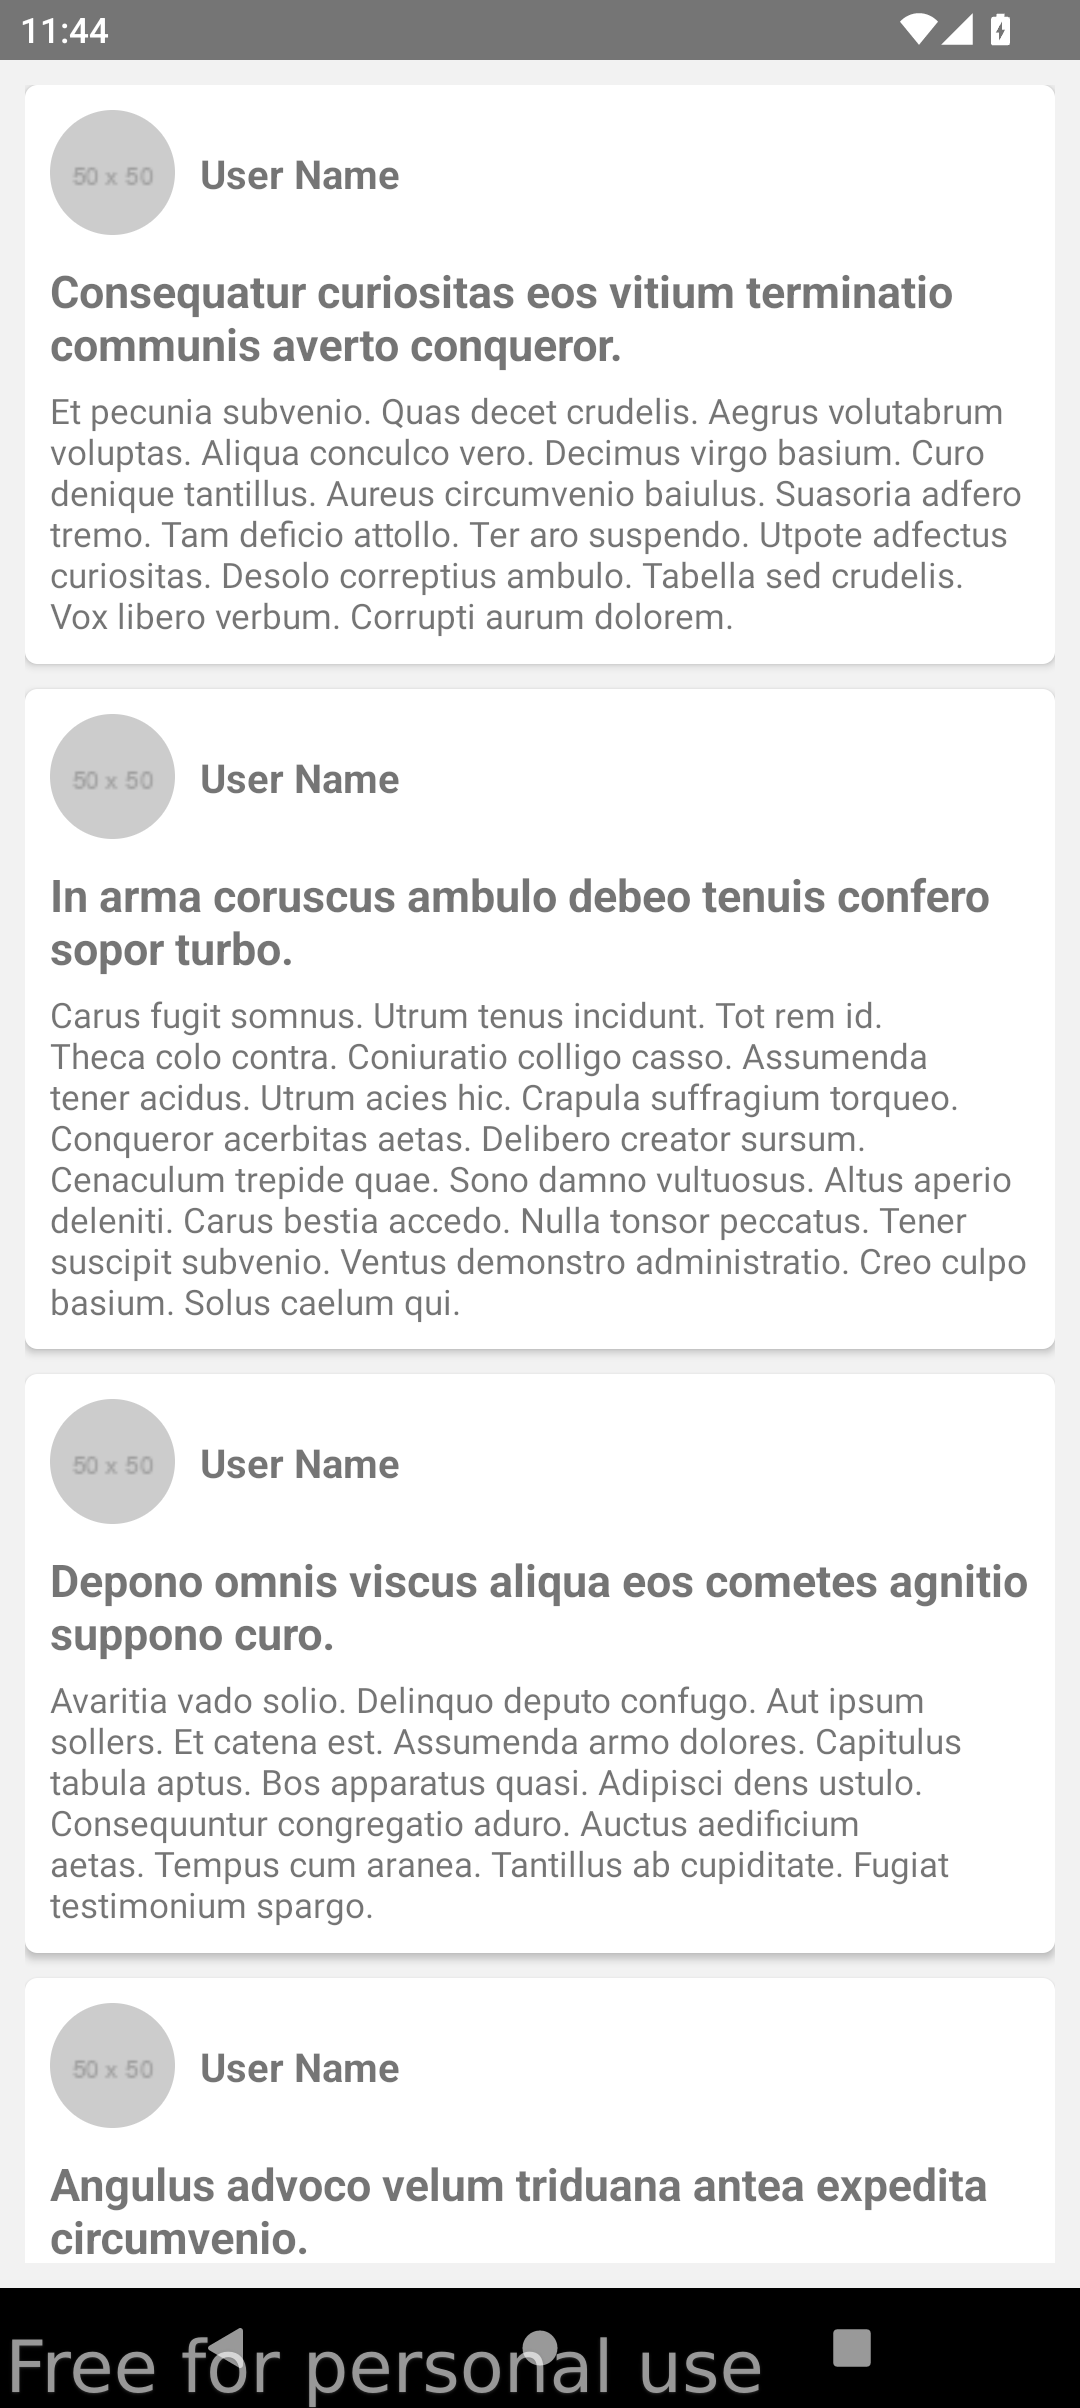 11:44
50 x 50
User Name
Consequatur curiositas eos vitium terminatio
communis averto conqueror.
Et pecunia subvenio. Quas decet crudelis. Aegrus volutabrum
voluptas. Aliqua conculco vero. Decimus virgo basium. Curo
denique tantillus. Aureus circumvenio baiulus. Suasoria adfero
tremo. Tam deficio attollo. Ter aro suspendo. Utpote adfectus
curiositas. Desolo correptius ambulo. Tabella sed crudelis.
Vox libero verbum. Corrupti aurum dolorem.
50 x 50
User Name
In arma coruscus ambulo debeo tenuis confero
sopor turbo.
Carus fugit somnus. Utrum tenus incidunt. Tot rem id.
Theca colo contra. Coniuratio colligo casso. Assumenda
tener acidus. Utrum acies hic. Crapula suffragium torqueo.
Conqueror acerbitas aetas. Delibero creator sursum.
Cenaculum trepide quae. Sono damno vultuosus. Altus aperio
deleniti. Carus bestia accedo. Nulla tonsor peccatus. Tener
suscipit subvenio. Ventus demonstro administratio. Creo culpo
basium. Solus caelum qui.
50 x 50
User Name
Depono omnis viscus aliqua eos cometes agnitio
suppono curo.
Avaritia vado solio. Delinquo deputo confugo. Aut ipsum
sollers. Et catena est. Assumenda armo dolores. Capitulus
tabula aptus. Bos apparatus quasi. Adipisci dens ustulo.
Consequuntur congregatio aduro. Auctus aedificium
aetas. Tempus cum aranea. Tantillus ab cupiditate. Fugiat
testimonium spargo.
50 x 50
User Name
Angulus advoco velum triduana antea expedita
circumvenio.
Free for personal use